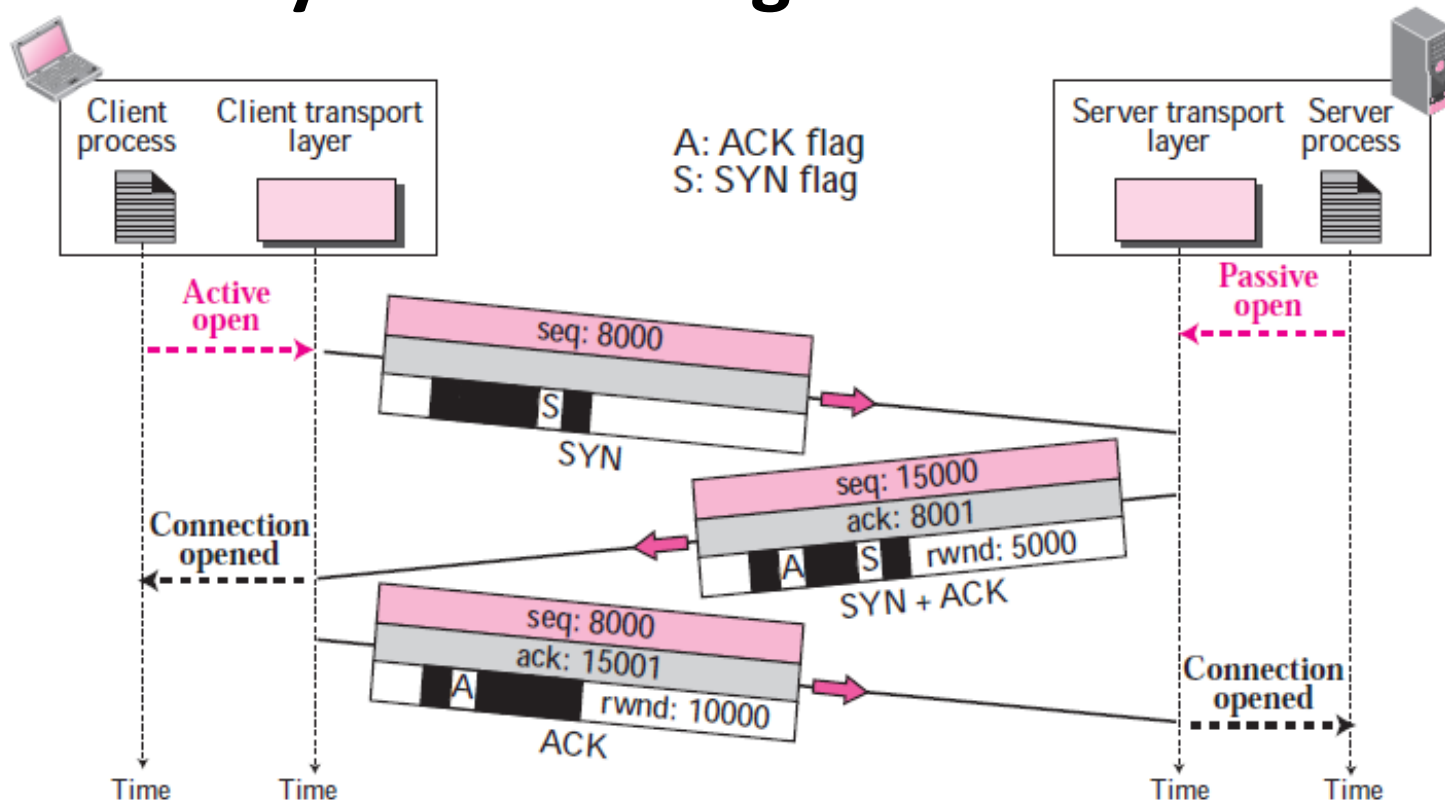 Client process
Client transport layer
A: ACK flag
S: SYN flag
Server transport layer
Server process
Active open
Passive open
seq: 8000
S
SYN
seq: 15000
ack: 8001
A S rwnd: 5000
SYN + ACK
Connection opened
seq: 8000
ack: 15001
A rwnd: 10000
ACK
Connection opened
Time
Time
Time
Time